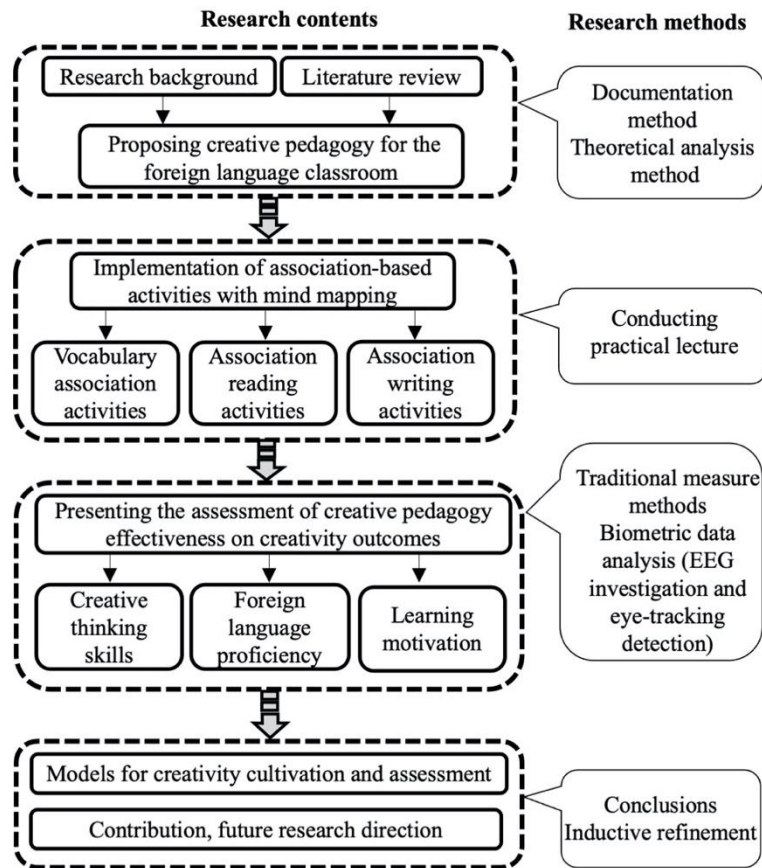 Research contents
Research methods
Research background
Literature review
Proposing creative pedagogy for the
foreign language classroom
Documentation
method
Theoretical analysis
method
Implementation of association-based
activities with mind mapping
Vocabulary
association
activities
Association
reading
activities
Association
writing
activities
Conducting
practical lecture
Presenting the assessment of creative pedagogy
effectiveness on creativity outcomes
Creative
thinking
skills
Foreign
language
proficiency
Learning
motivation
Traditional measure
methods
Biometric data
analysis (EEG
investigation and
eye-tracking
detection)
Models for creativity cultivation and assessment
Contribution, future research direction
Conclusions
Inductive refinement